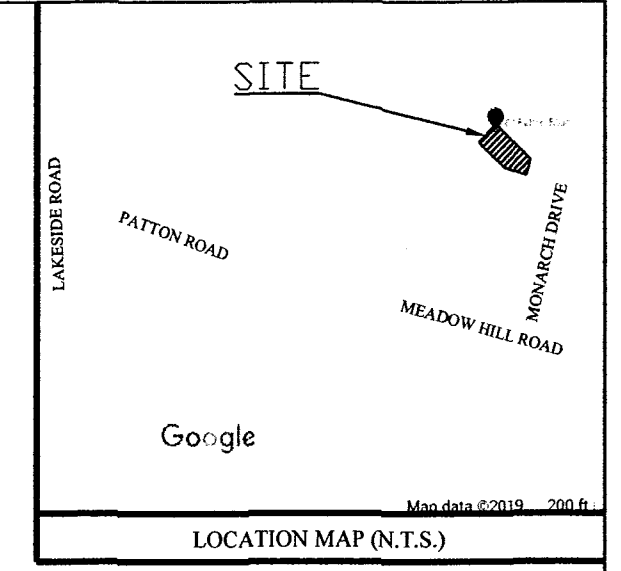 SITE
LAKESIDE ROAD
PATTON ROAD
MONARCH DRIVE
MEADOW HILL ROAD
Google
Map data ©2019 200 ft
LOCATION MAP (N.T.S.)